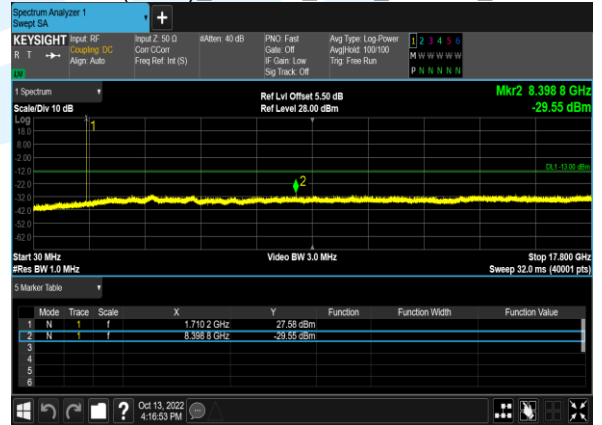 Spectrum Analyzer 1
Swept SA
+
KEYSIGHT Input: RF Input Z: 50 Ω #Atten: 40 dB PNO: Fast Avg Type: Log-Power 1 2 3 4 5 6
R T Coupling: DC Corr CCorr Gate: Off Avg|Hold: 100/100 M W W W W W
Align: Auto Freq Ref: Int (S) IF Gain: Low Trig: Free Run P N N N N N
LW Sig Track: Off
1 Spectrum Ref Lvl Offset 5.50 dB Mkr2 8.398 8 GHz
Scale/Div 10 dB Ref Level 28.00 dBm -29.55 dBm
Log
1
18.0
8.00
-2.00
DL1 -13.00 dBm
-12.0
-22.0
2
-32.0
-42.0
-52.0
-62.0
Start 30 MHz Video BW 3.0 MHz Stop 17.800 GHz
#Res BW 1.0 MHz Sweep 32.0 ms (40001 pts)
5 Marker Table
Mode Trace Scale X Y Function Function Width Function Value
1 N 1 f 1.710 2 GHz 27.58 dBm
2 N 1 f 8.398 8 GHz -29.55 dBm
3
4
5
6
? Oct 13, 2022
4:16:53 PM